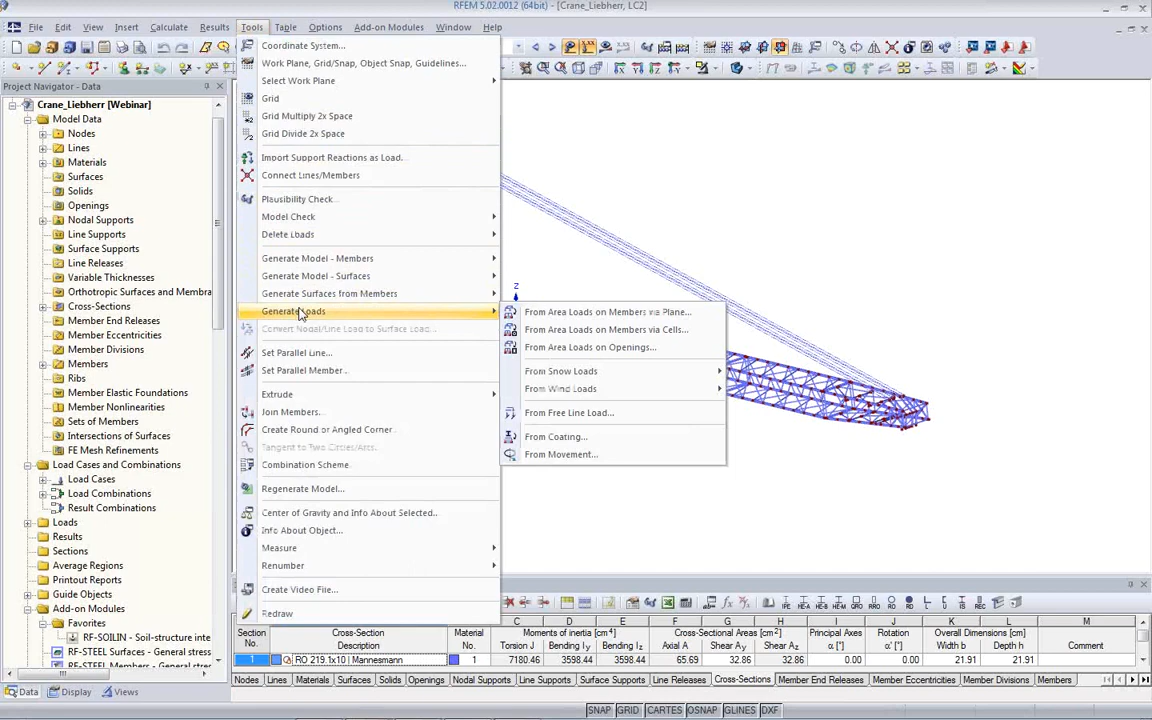 RFEM 5.02.0012 (64bit) - [Crane_Liebherr, LC2]
File Edit View Insert Calculate Results Tools Table Options Add-on Modules Window Help
Project Navigator - Data
Crane_Liebherr [Webinar]
Model Data
Nodes
Lines
Materials
Surfaces
Solids
Openings
Nodal Supports
Line Supports
Surface Supports
Line Releases
Variable Thicknesses
Orthotropic Surfaces and Membra
Cross-Sections
Member End Releases
Member Eccentricities
Member Divisions
Members
Ribs
Member Elastic Foundations
Member Nonlinearities
Sets of Members
Intersections of Surfaces
FE Mesh Refinements
Load Cases and Combinations
Load Cases
Load Combinations
Result Combinations
Loads
Results
Sections
Average Regions
Printout Reports
Guide Objects
Add-on Modules
Favorites
RF-SOILIN - Soil-structure inte
RF-STEEL Surfaces - General stress
RF-STEEL Members - General stres
Data Display Views
Coordinate System...
Work Plane, Grid/Snap, Object Snap, Guidelines...
Select Work Plane
Grid
Grid Multiply 2x Space
Grid Divide 2x Space
Import Support Reactions as Load...
Connect Lines/Members
Plausibility Check...
Model Check
Delete Loads
Generate Model - Members
Generate Model - Surfaces
Generate Surfaces from Members
Generate Loads
Convert Nodal/Line Load to Surface Load...
Set Parallel Line...
Set Parallel Member...
Extrude
Join Members...
Create Round or Angled Corner
Tangent to Two Circles/Arcs...
Combination Scheme
Regenerate Model...
Center of Gravity and Info About Selected..
Info About Object...
Measure
Renumber
Create Video File...
Redraw
From Area Loads on Members via Plane...
From Area Loads on Members via Cells...
From Area Loads on Openings...
From Snow Loads
From Wind Loads
From Free Line Load...
From Coating...
From Movement...
Z
C D E F G H I J K L M
Section Cross-Section Material Moments of inertia [cm⁴] Cross-Sectional Areas [cm²] Principal Axes Rotation Overall Dimensions [cm]
No. Description No. Torsion J Bending Iy Bending Iz Axial A Shear Ay Shear Az α [°] α' [°] Width b Depth h Comment
1 RO 219.1x10 | Mannesmann 1 7180.46 3598.44 3598.44 65.69 32.86 32.86 0.00 0.00 21.91 21.91
Nodes Lines Materials Surfaces Solids Openings Nodal Supports Line Supports Surface Supports Line Releases Cross-Sections Member End Releases Member Eccentricities Member Divisions Members
SNAP GRID CARTES OSNAP GLINES DXF